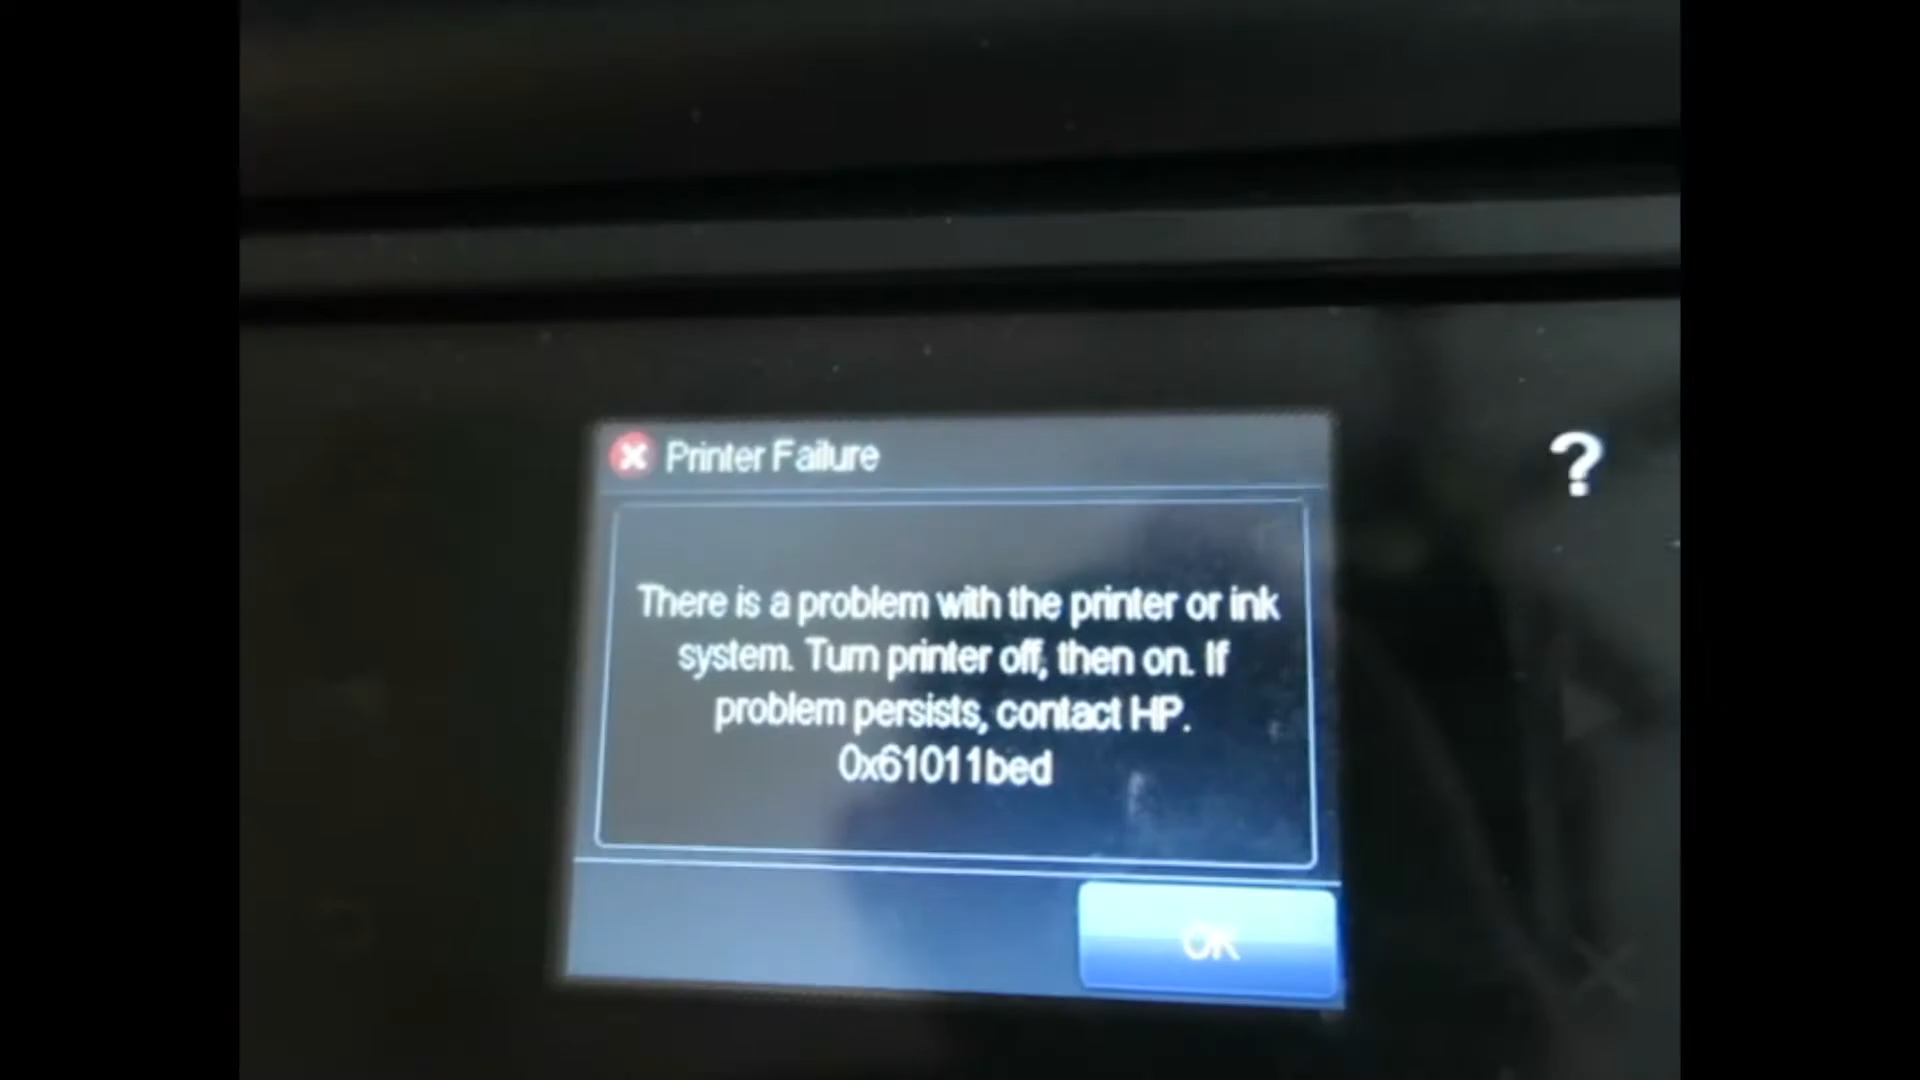 Printer Failure
?
There is a problem with the printer or ink
system. Turn printer off, then on. If
problem persists, contact HP.
0x61011bed
OK